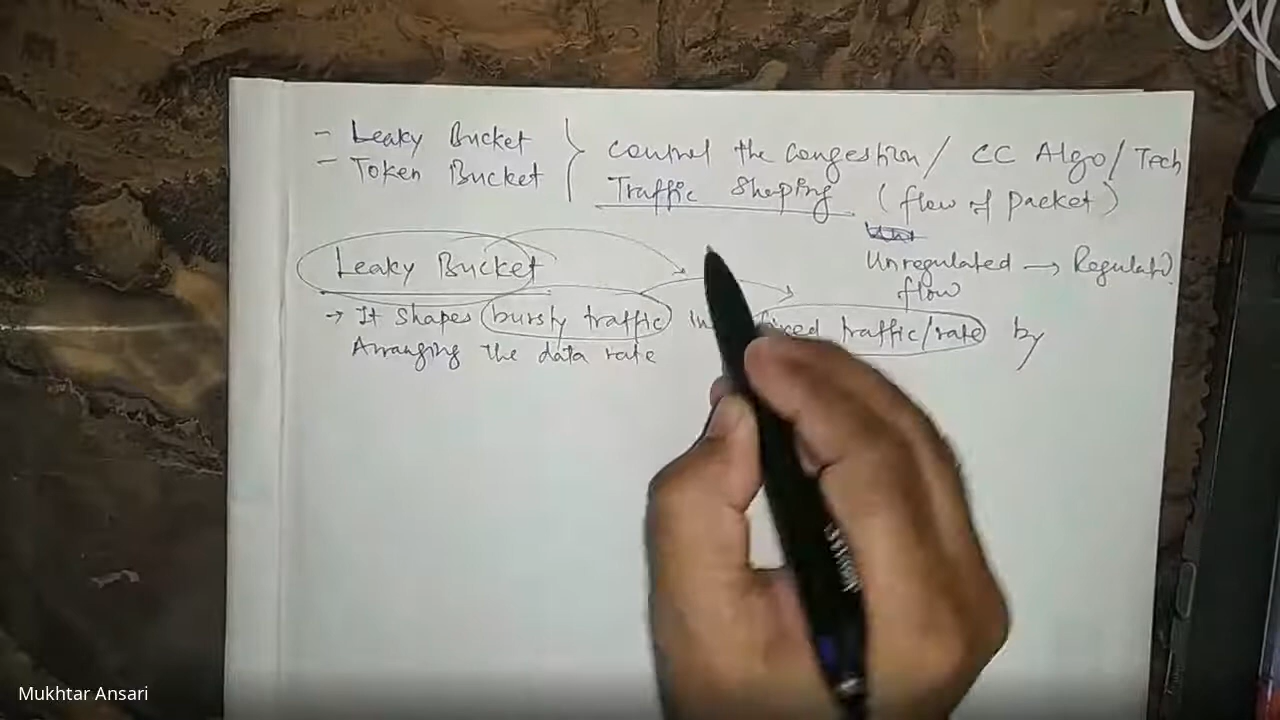 - Leaky Bucket
- Token Bucket
control the congestion / CC Algo / Tech
Traffic Shaping (flow of packet)
Unregulated → Regulated
flow
Leaky Bucket
→ It shapes bursty traffic fixed traffic/rate by
Arranging the data rate
Mukhtar Ansari